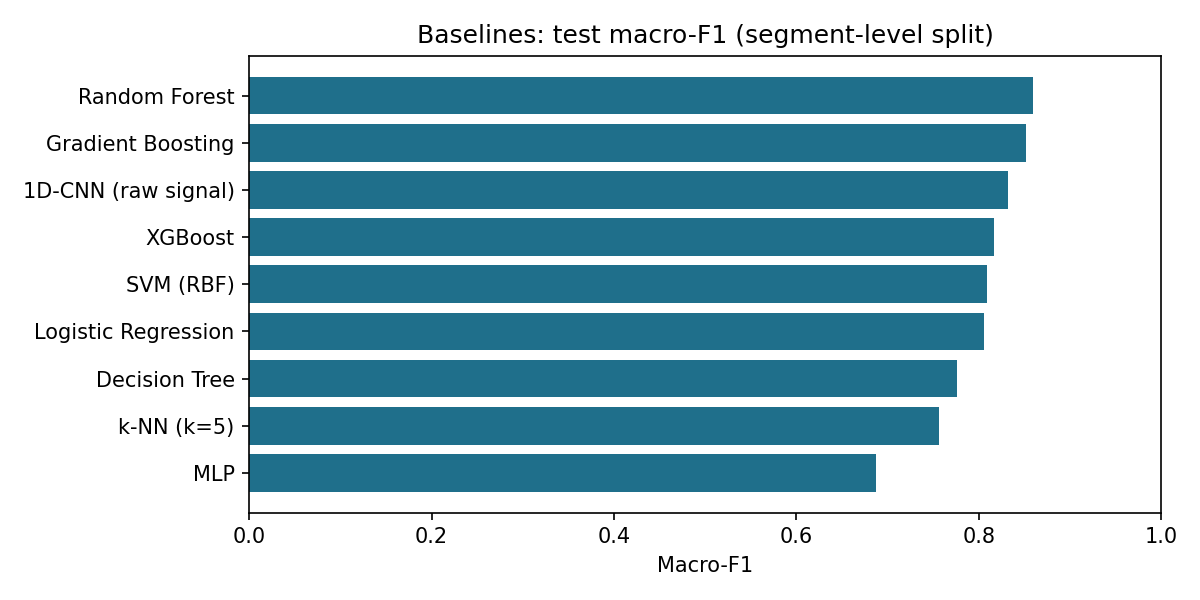 Baselines: test macro-F1 (segment-level split)
Random Forest
Gradient Boosting
1D-CNN (raw signal)
XGBoost
SVM (RBF)
Logistic Regression
Decision Tree
k-NN (k=5)
MLP
0.0 0.2 0.4 0.6 0.8 1.0
Macro-F1